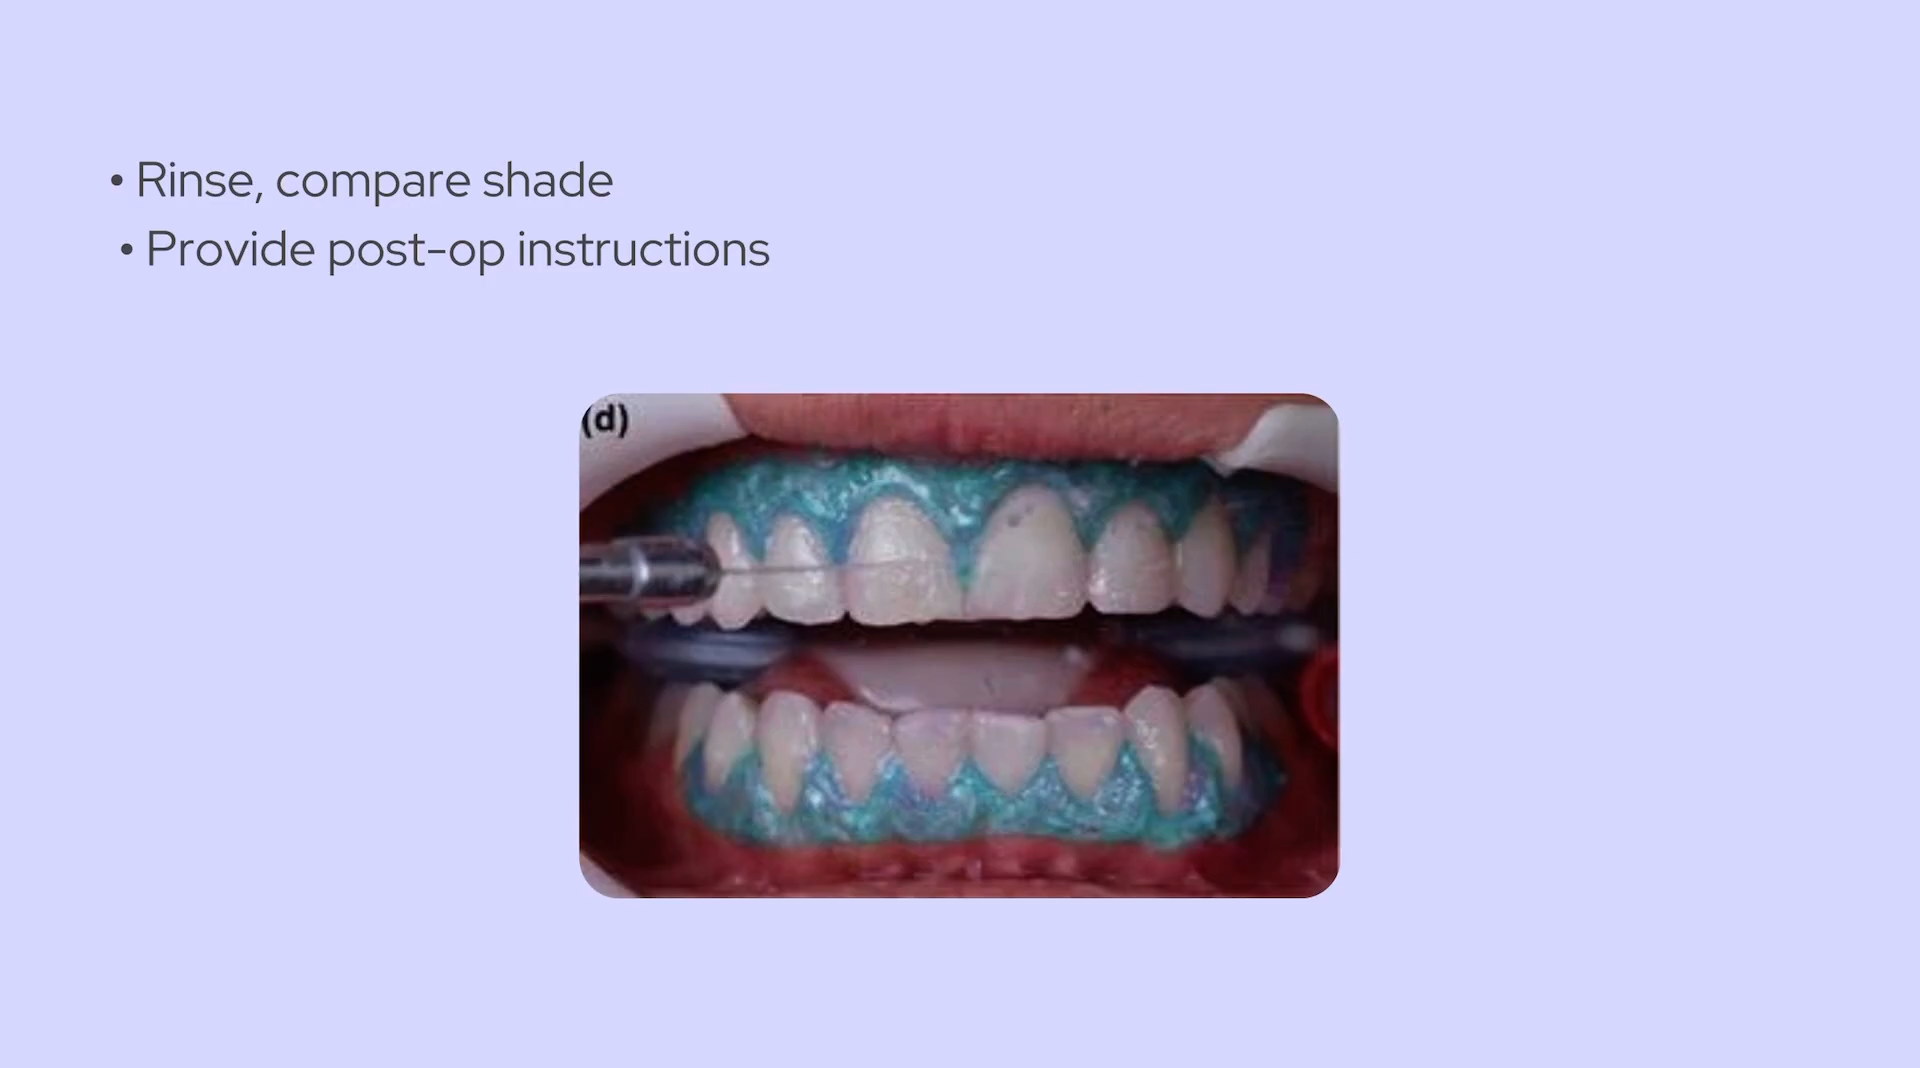 • Rinse, compare shade
• Provide post-op instructions
(d)